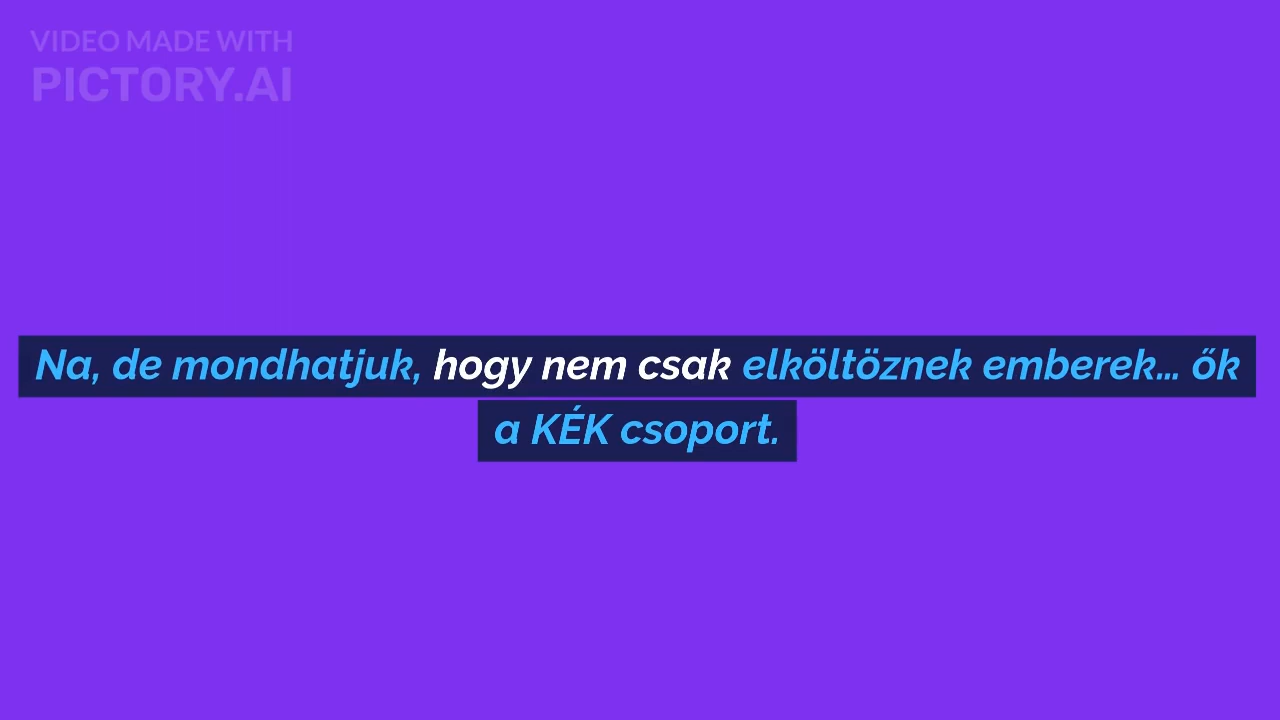 VIDEO MADE WITH
PICTORY.AI
Na, de mondhatjuk, hogy nem csak elköltöznek emberek... ők
a KÉK csoport.